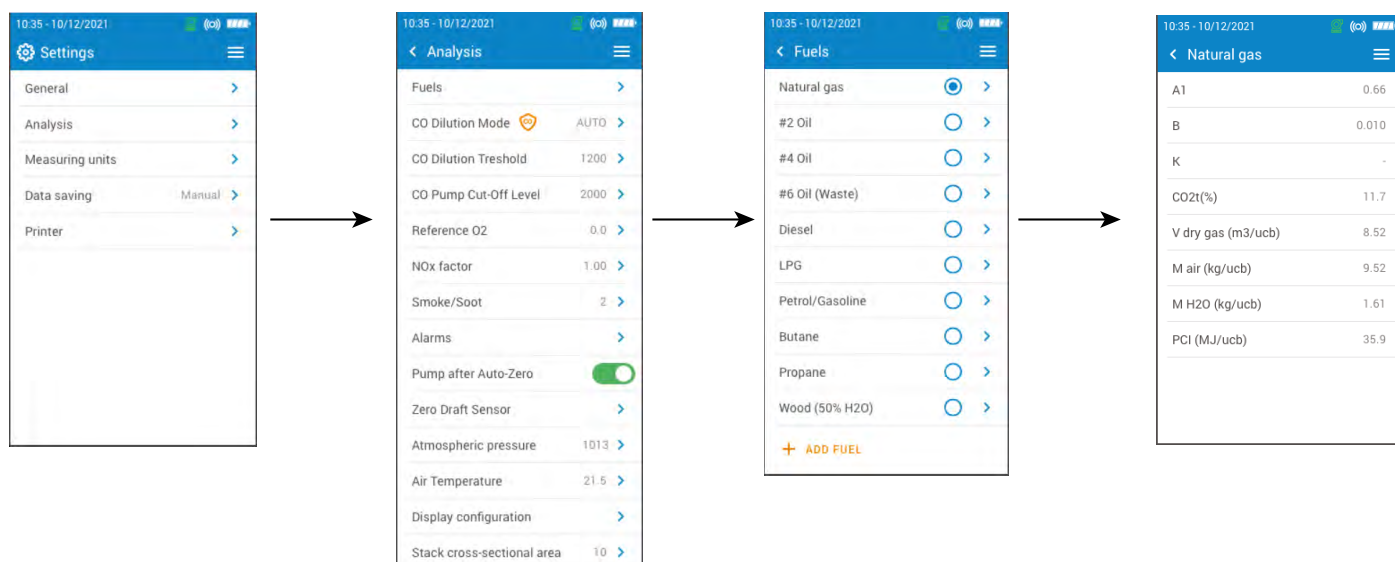 10:35 - 10/12/2021
Settings
General
Analysis
Measuring units
Data saving Manual
Printer
10:35 - 10/12/2021
Analysis
Fuels
CO Dilution Mode CO AUTO
CO Dilution Treshold 1200
CO Pump Cut-Off Level 2000
Reference O2 0.0
NOx factor 1.00
Smoke/Soot 2
Alarms
Pump after Auto-Zero
Zero Draft Sensor
Atmospheric pressure 1013
Air Temperature 21.5
Display configuration
Stack cross-sectional area 10
10:35 - 10/12/2021
Fuels
Natural gas
#2 Oil
#4 Oil
#6 Oil (Waste)
Diesel
LPG
Petrol/Gasoline
Butane
Propane
Wood (50% H2O)
+ ADD FUEL
10:35 - 10/12/2021
Natural gas
A1 0.66
B 0.010
K -
CO2t(%) 11.7
V dry gas (m3/ucb) 8.52
M air (kg/ucb) 9.52
M H2O (kg/ucb) 1.61
PCI (MJ/ucb) 35.9